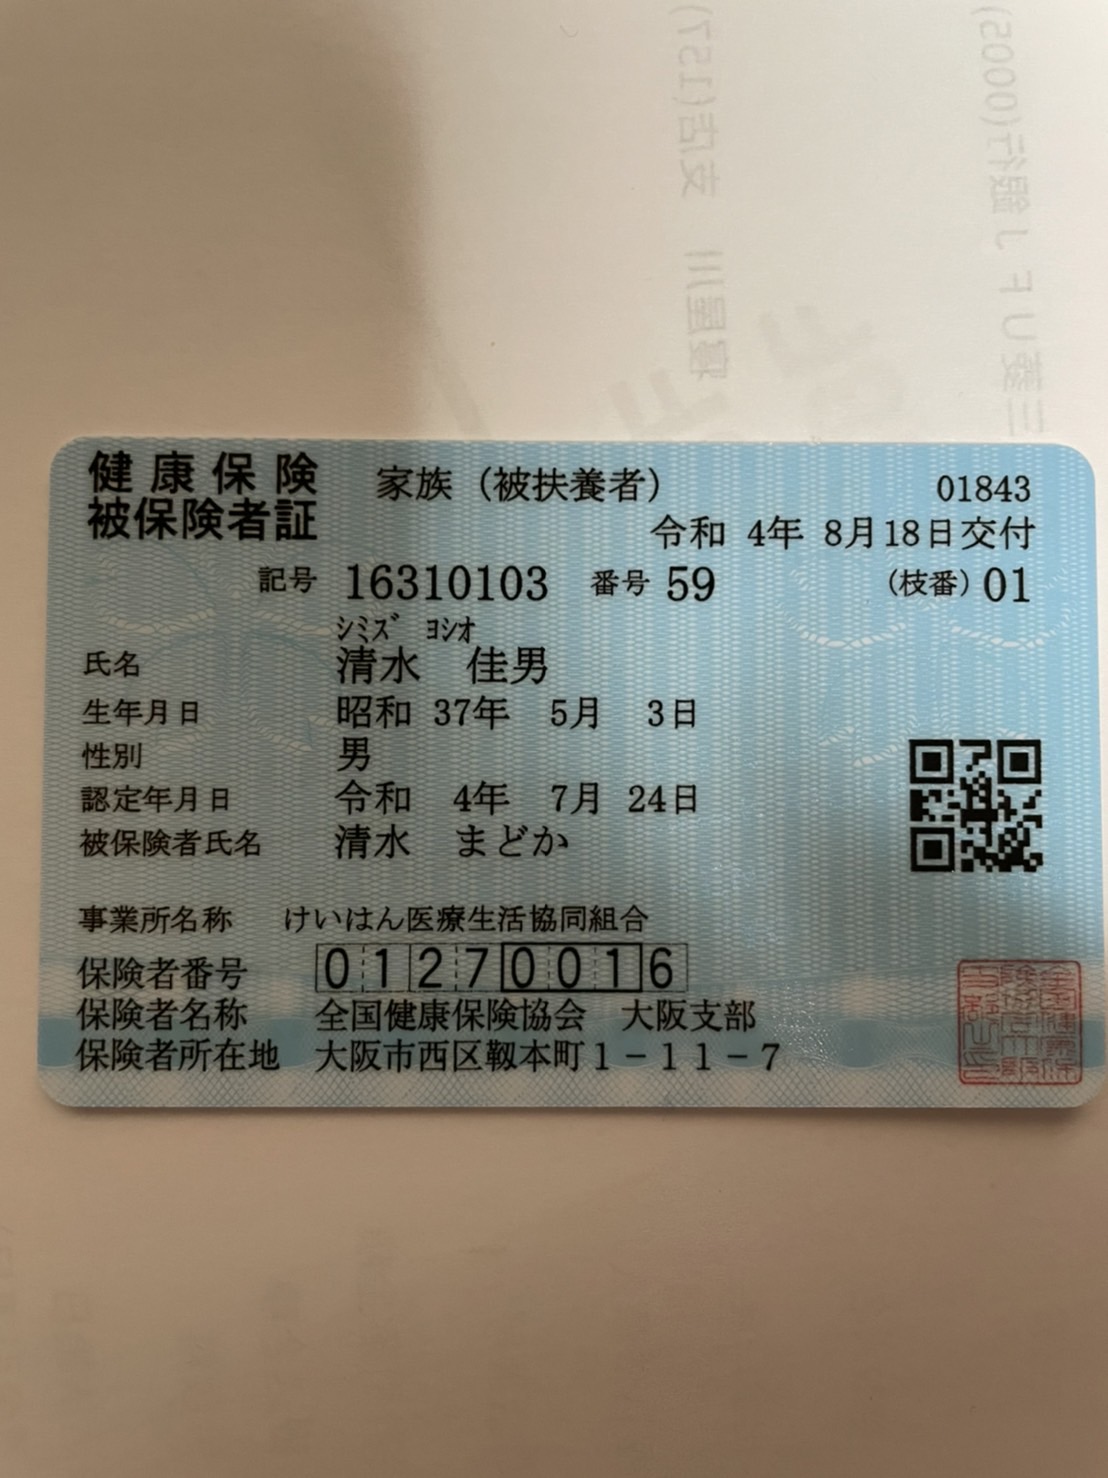 健康保険 家族（被扶養者） 01843
被保険者証 令和 4年 8月18日交付
記号 16310103 番号 59 （枝番）01
ｼﾐｽﾞ ﾖｼｵ
氏名 清水 佳男
生年月日 昭和 37年 5月 3日
性別 男
認定年月日 令和 4年 7月 24日
被保険者氏名 清水 まどか
事業所名称 けいはん医療生活協同組合
保険者番号 01270016
保険者名称 全国健康保険協会 大阪支部
保険者所在地 大阪市西区靱本町１－１１－７